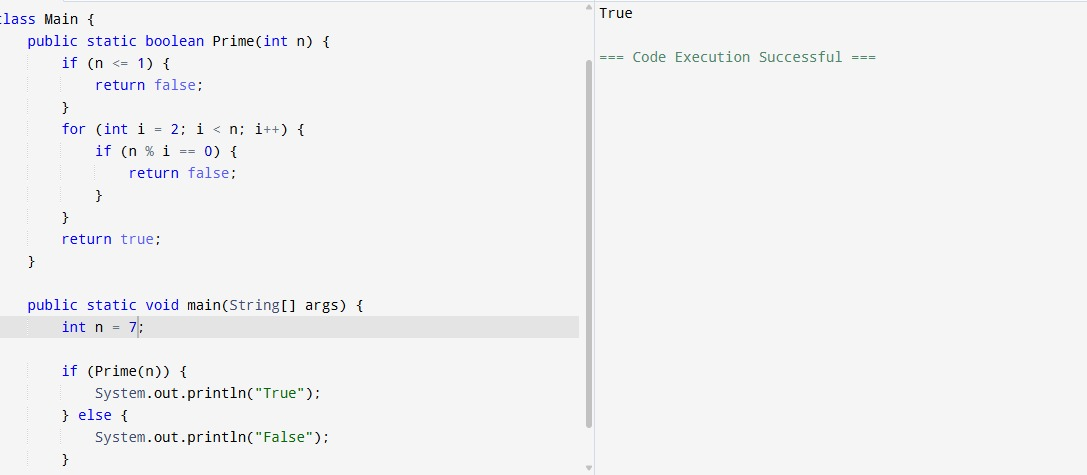 class Main {
    public static boolean Prime(int n) {
        if (n <= 1) {
            return false;
        }
        for (int i = 2; i < n; i++) {
            if (n % i == 0) {
                return false;
            }
        }
        return true;
    }

    public static void main(String[] args) {
        int n = 7;

        if (Prime(n)) {
            System.out.println("True");
        } else {
            System.out.println("False");
        }
True
=== Code Execution Successful ===